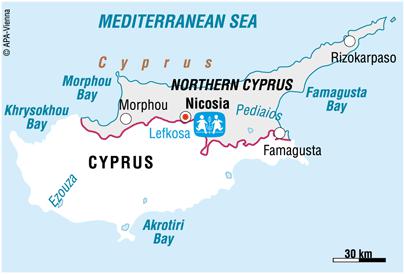 © APA-Vienna
MEDITERRANEAN SEA
Cyprus
Rizokarpaso
Morphou
Bay
NORTHERN CYPRUS
Famagusta
Bay
Khrysokhou
Bay
Morphou
Nicosia
Pediaios
Lefkosa
Famagusta
CYPRUS
Ezouza
Akrotiri
Bay
30 km